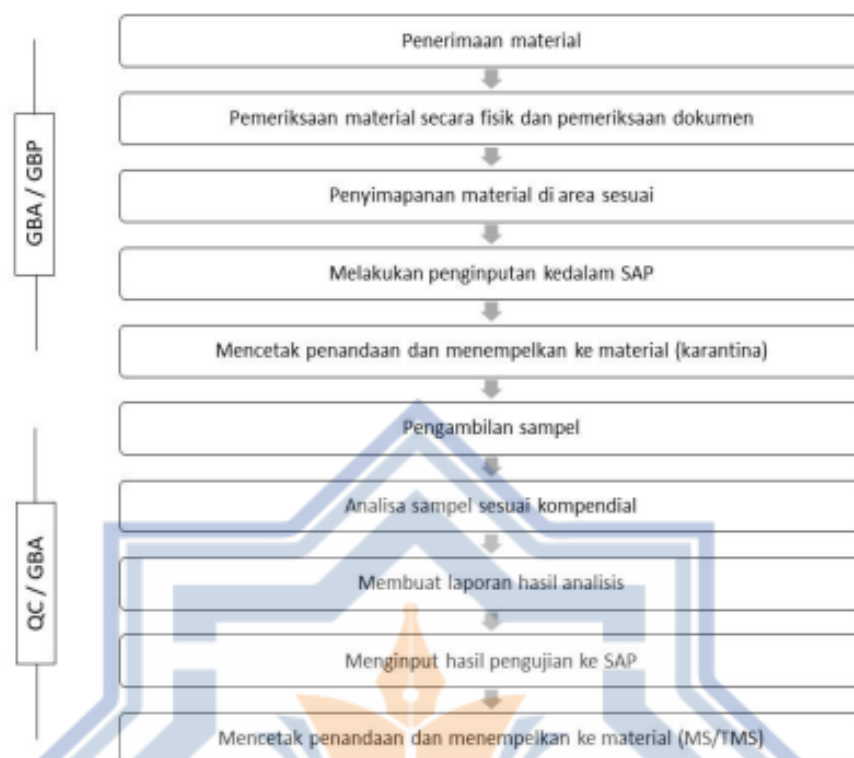 Penerimaan material
Pemeriksaan material secara fisik dan pemeriksaan dokumen
Penyimapanan material di area sesuai
Melakukan penginputan kedalam SAP
Mencetak penandaan dan menempelkan ke material (karantina)
GBA / GBP
Pengambilan sampel
Analisa sampel sesuai kompendial
Membuat laporan hasil analisis
Menginput hasil pengujian ke SAP
Mencetak penandaan dan menempelkan ke material (MS/TMS)
QC / GBA